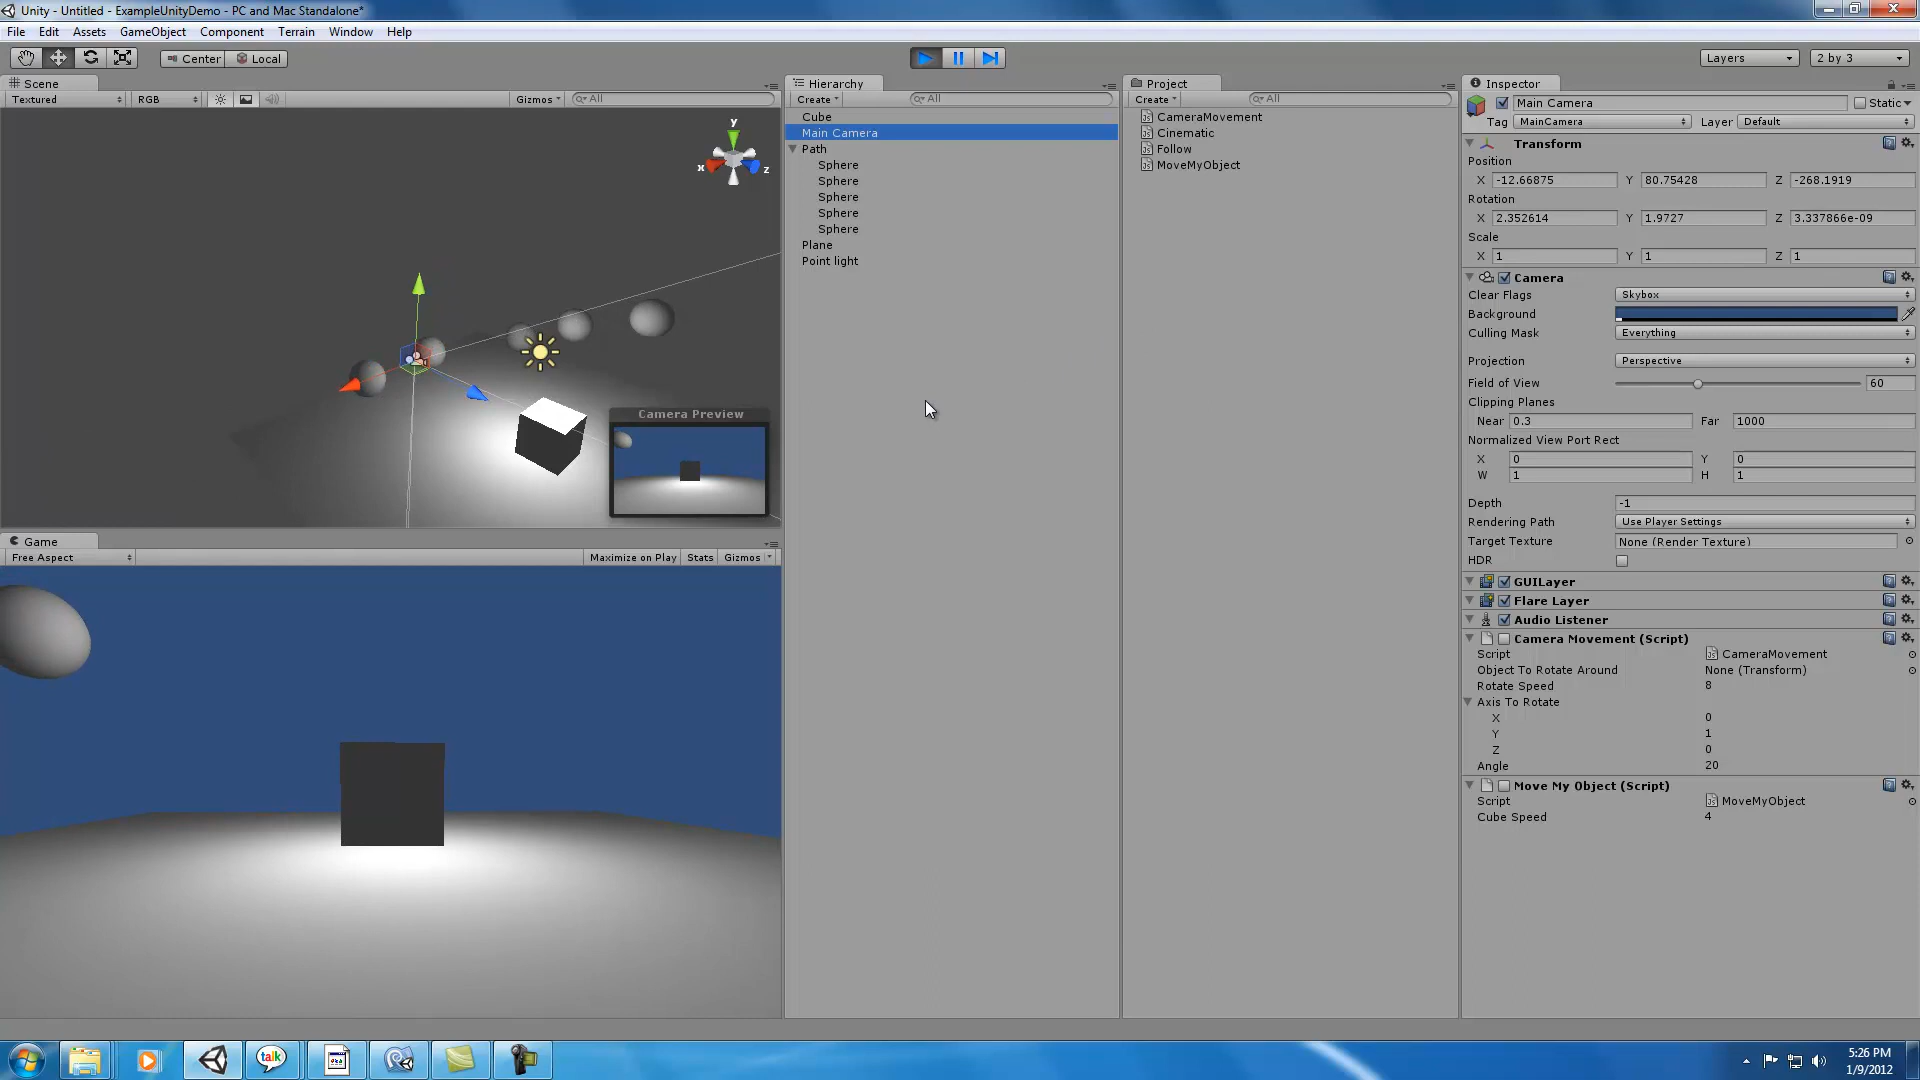 Unity - Untitled - ExampleUnityDemo - PC and Mac Standalone*
File Edit Assets GameObject Component Terrain Window Help
Center Local Layers 2 by 3
Scene
Textured RGB Gizmos All
y
x z
Camera Preview
Game
Free Aspect Maximize on Play Stats Gizmos
Hierarchy
Create All
Cube
Main Camera
Path
Sphere
Sphere
Sphere
Sphere
Sphere
Plane
Point light
Project
Create All
CameraMovement
Cinematic
Follow
MoveMyObject
Inspector
Main Camera Static
Tag MainCamera Layer Default
Transform
Position
X -12.66875 Y 80.75428 Z -268.1919
Rotation
X 2.352614 Y 1.9727 Z 3.337866e-09
Scale
X 1 Y 1 Z 1
Camera
Clear Flags Skybox
Background
Culling Mask Everything
Projection Perspective
Field of View 60
Clipping Planes
Near 0.3 Far 1000
Normalized View Port Rect
X 0 Y 0
W 1 H 1
Depth -1
Rendering Path Use Player Settings
Target Texture None (Render Texture)
HDR
GUILayer
Flare Layer
Audio Listener
Camera Movement (Script)
Script CameraMovement
Object To Rotate Around None (Transform)
Rotate Speed 8
Axis To Rotate
X 0
Y 1
Z 0
Angle 20
Move My Object (Script)
Script MoveMyObject
Cube Speed 4
talk
5:26 PM
1/9/2012